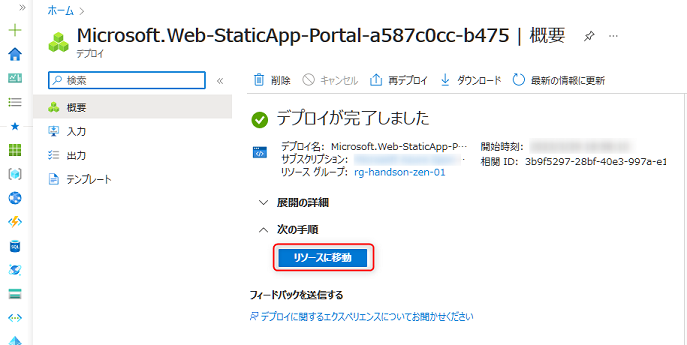 ホーム >
Microsoft.Web-StaticApp-Portal-a587c0cc-b475 | 概要
デプロイ
検索
概要
入力
出力
テンプレート
削除 キャンセル 再デプロイ ダウンロード 最新の情報に更新
デプロイが完了しました
デプロイ名: Microsoft.Web-StaticApp-P… 開始時刻:
サブスクリプション: 相関 ID: 3b9f5297-28bf-40e3-997a-e1
リソース グループ: rg-handson-zen-01
展開の詳細
次の手順
リソースに移動
フィードバックを送信する
デプロイに関するエクスペリエンスについてお聞かせください